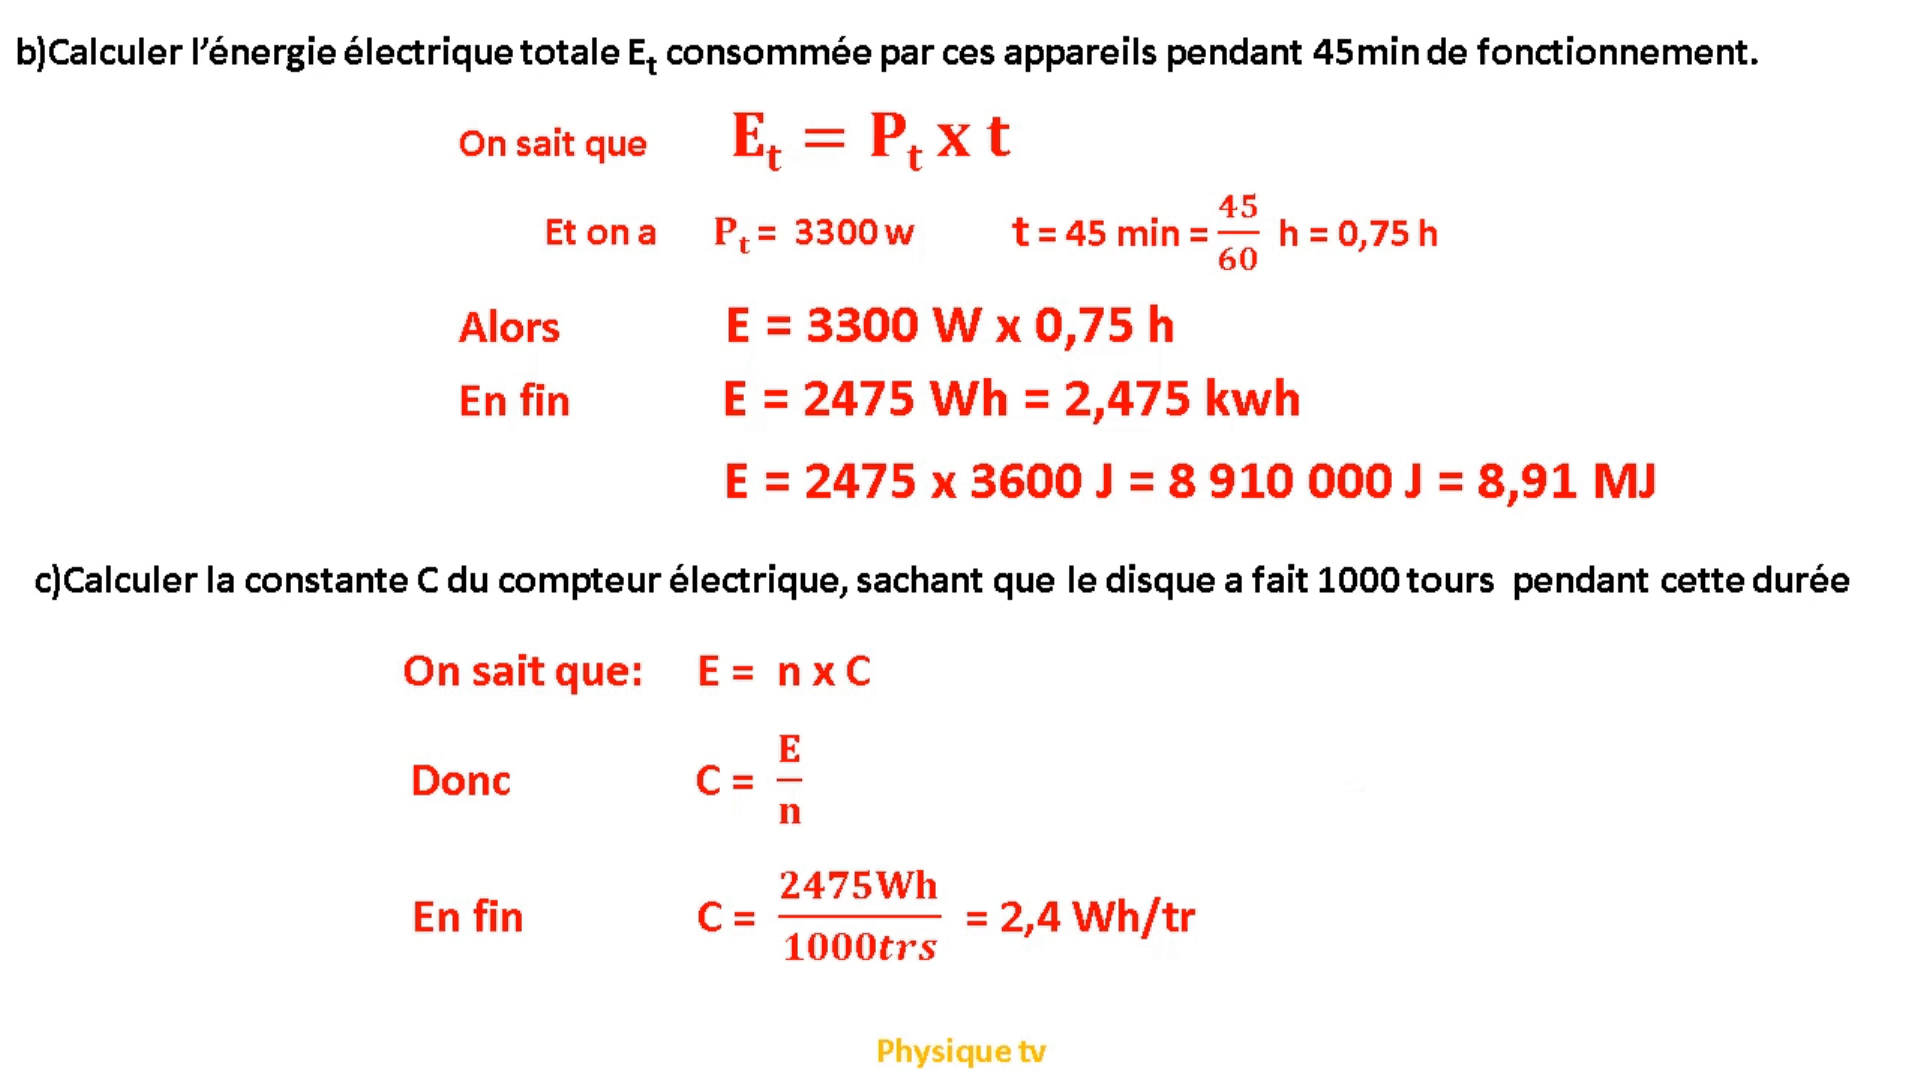 b)Calculer l’énergie électrique totale Et consommée par ces appareils pendant 45min de fonctionnement.
On sait que Et = Pt x t
Et on a Pt = 3300 w t = 45 min = 45/60 h = 0,75 h
Alors E = 3300 W x 0,75 h
En fin E = 2475 Wh = 2,475 kwh
E = 2475 x 3600 J = 8 910 000 J = 8,91 MJ
c)Calculer la constante C du compteur électrique, sachant que le disque a fait 1000 tours pendant cette durée
On sait que: E = n x C
Donc C = E/n
En fin C = 2475Wh/1000trs = 2,4 Wh/tr
Physique tv